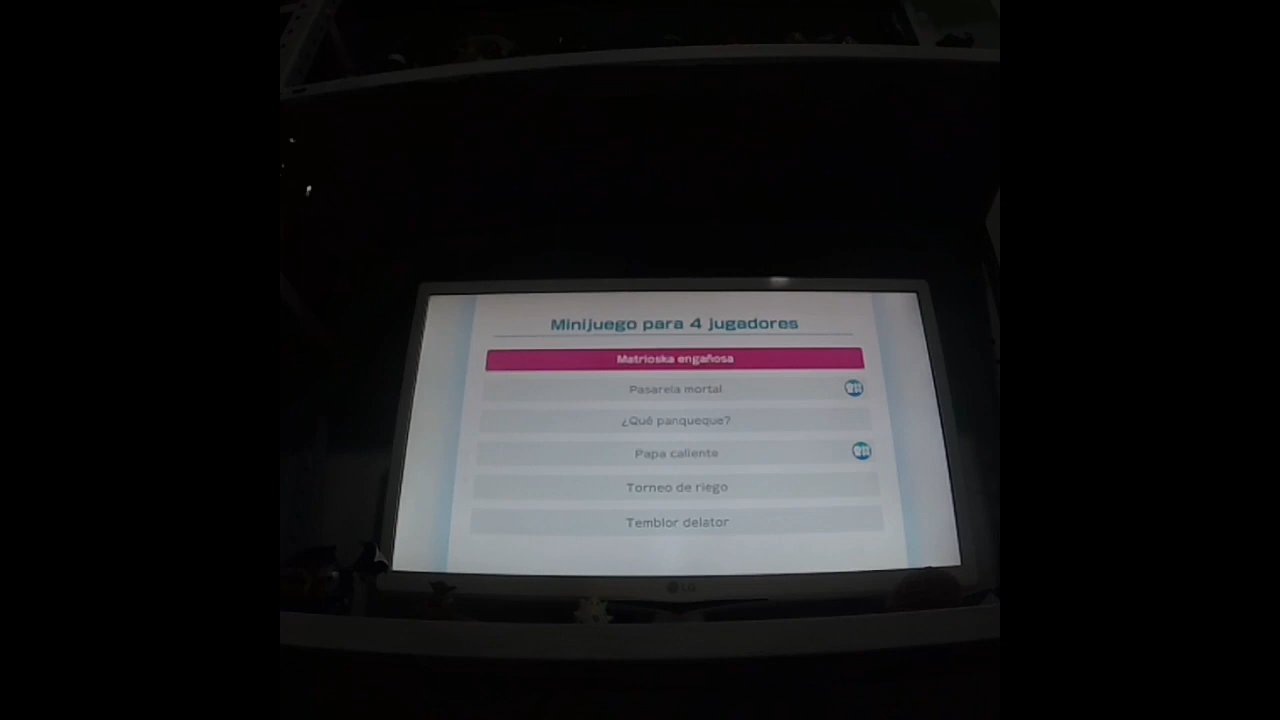 Minijuego para 4 jugadores
Matrioska engañosa
Pasarela mortal
¿Qué panqueque?
Papa caliente
Torneo de riego
Temblor delator
LG